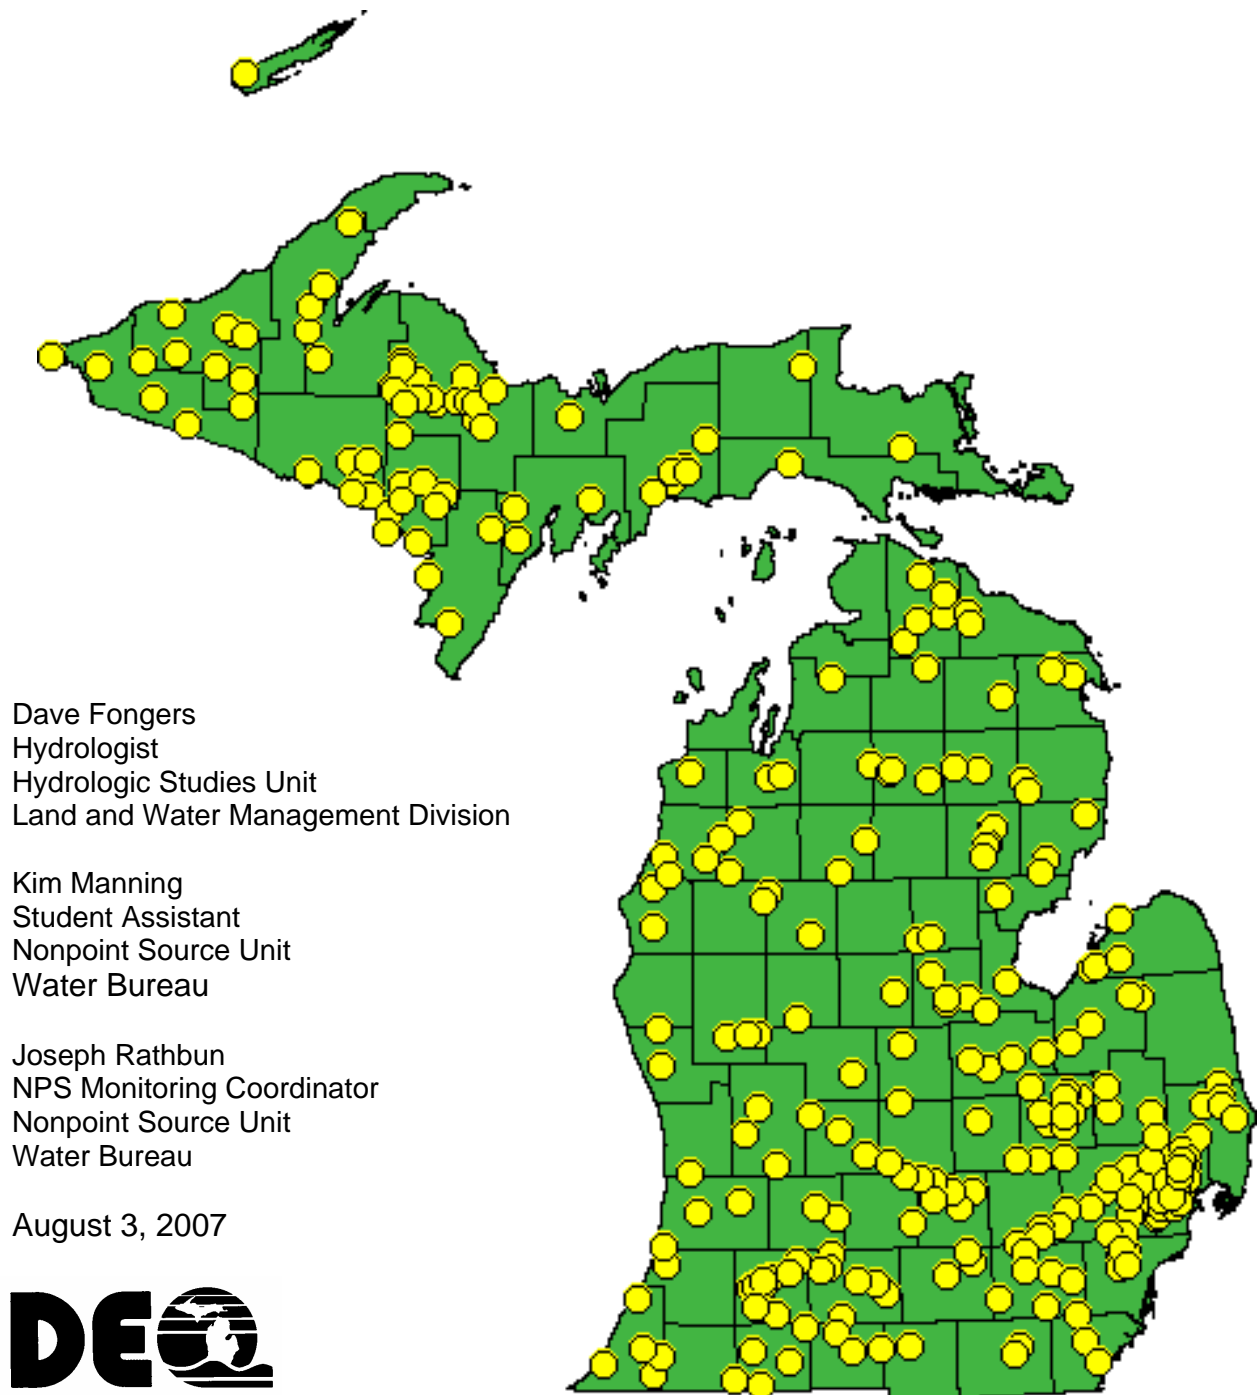 Dave Fongers
Hydrologist
Hydrologic Studies Unit
Land and Water Management Division
Kim Manning
Student Assistant
Nonpoint Source Unit
Water Bureau
Joseph Rathbun
NPS Monitoring Coordinator
Nonpoint Source Unit
Water Bureau
August 3, 2007
DEQ